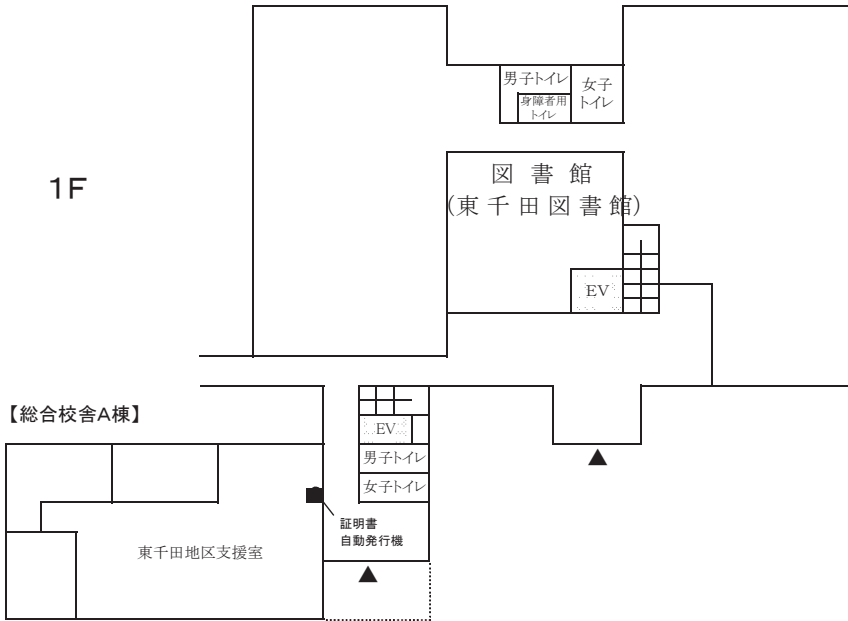 男子トイレ
女子
トイレ
身障者用
トイレ
1F
図書館
(東千田図書館)
EV
【総合校舎A棟】
EV
男子トイレ
女子トイレ
証明書
自動発行機
東千田地区支援室